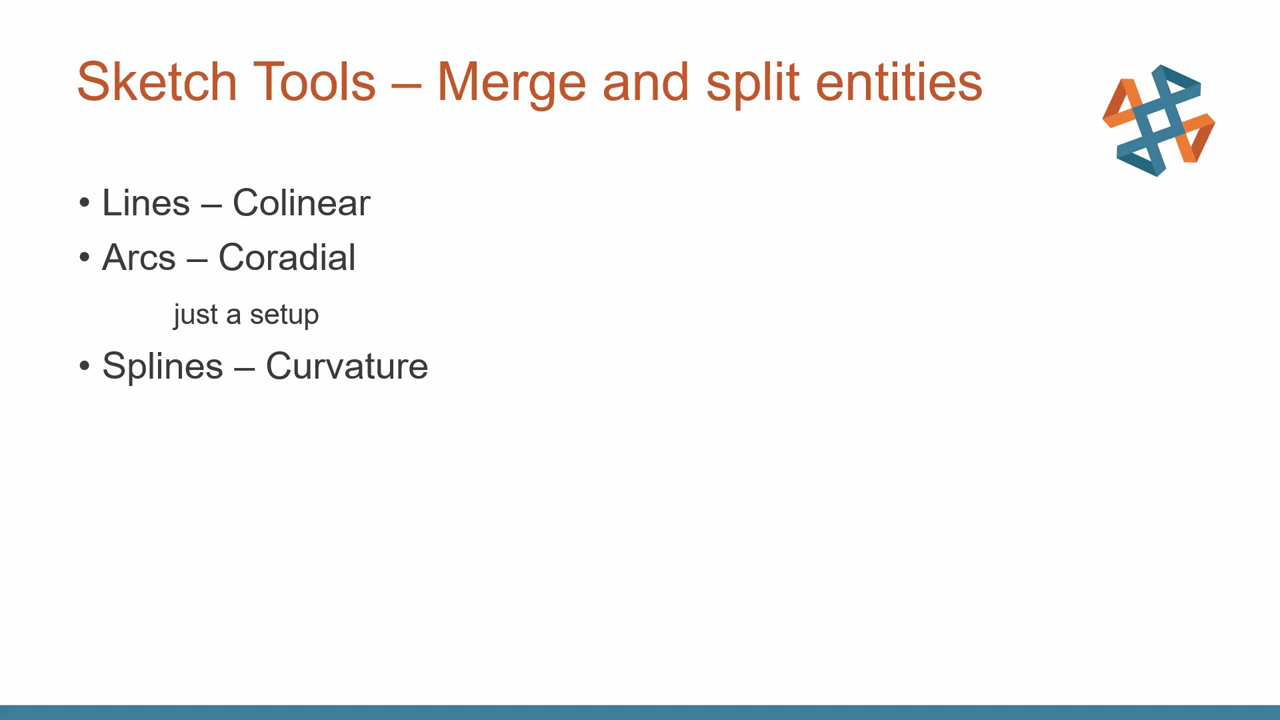 Sketch Tools – Merge and split entities
• Lines – Colinear
• Arcs – Coradial
just a setup
• Splines – Curvature